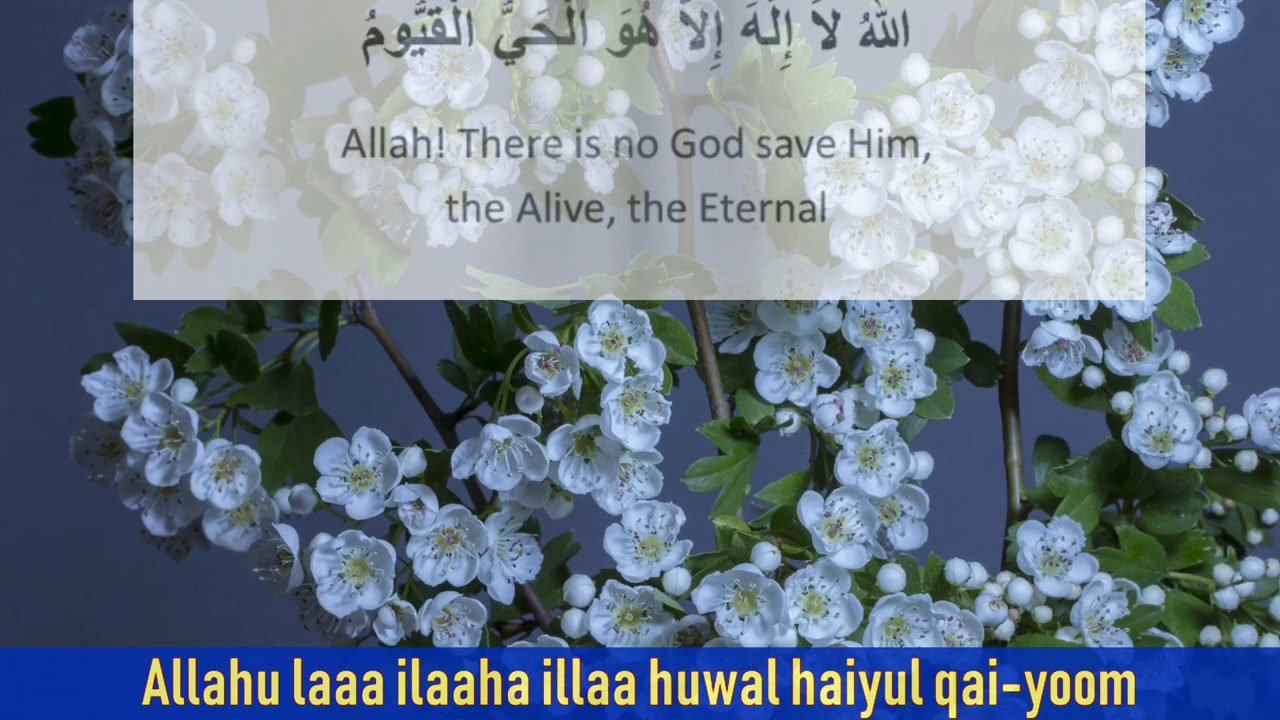 اللهُ لاَ إِلَهَ إِلاَّ هُوَ الْحَيُّ الْقَيُّومُ
Allah! There is no God save Him,
the Alive, the Eternal
Allahu laaa ilaaha illaa huwal haiyul qai-yoom